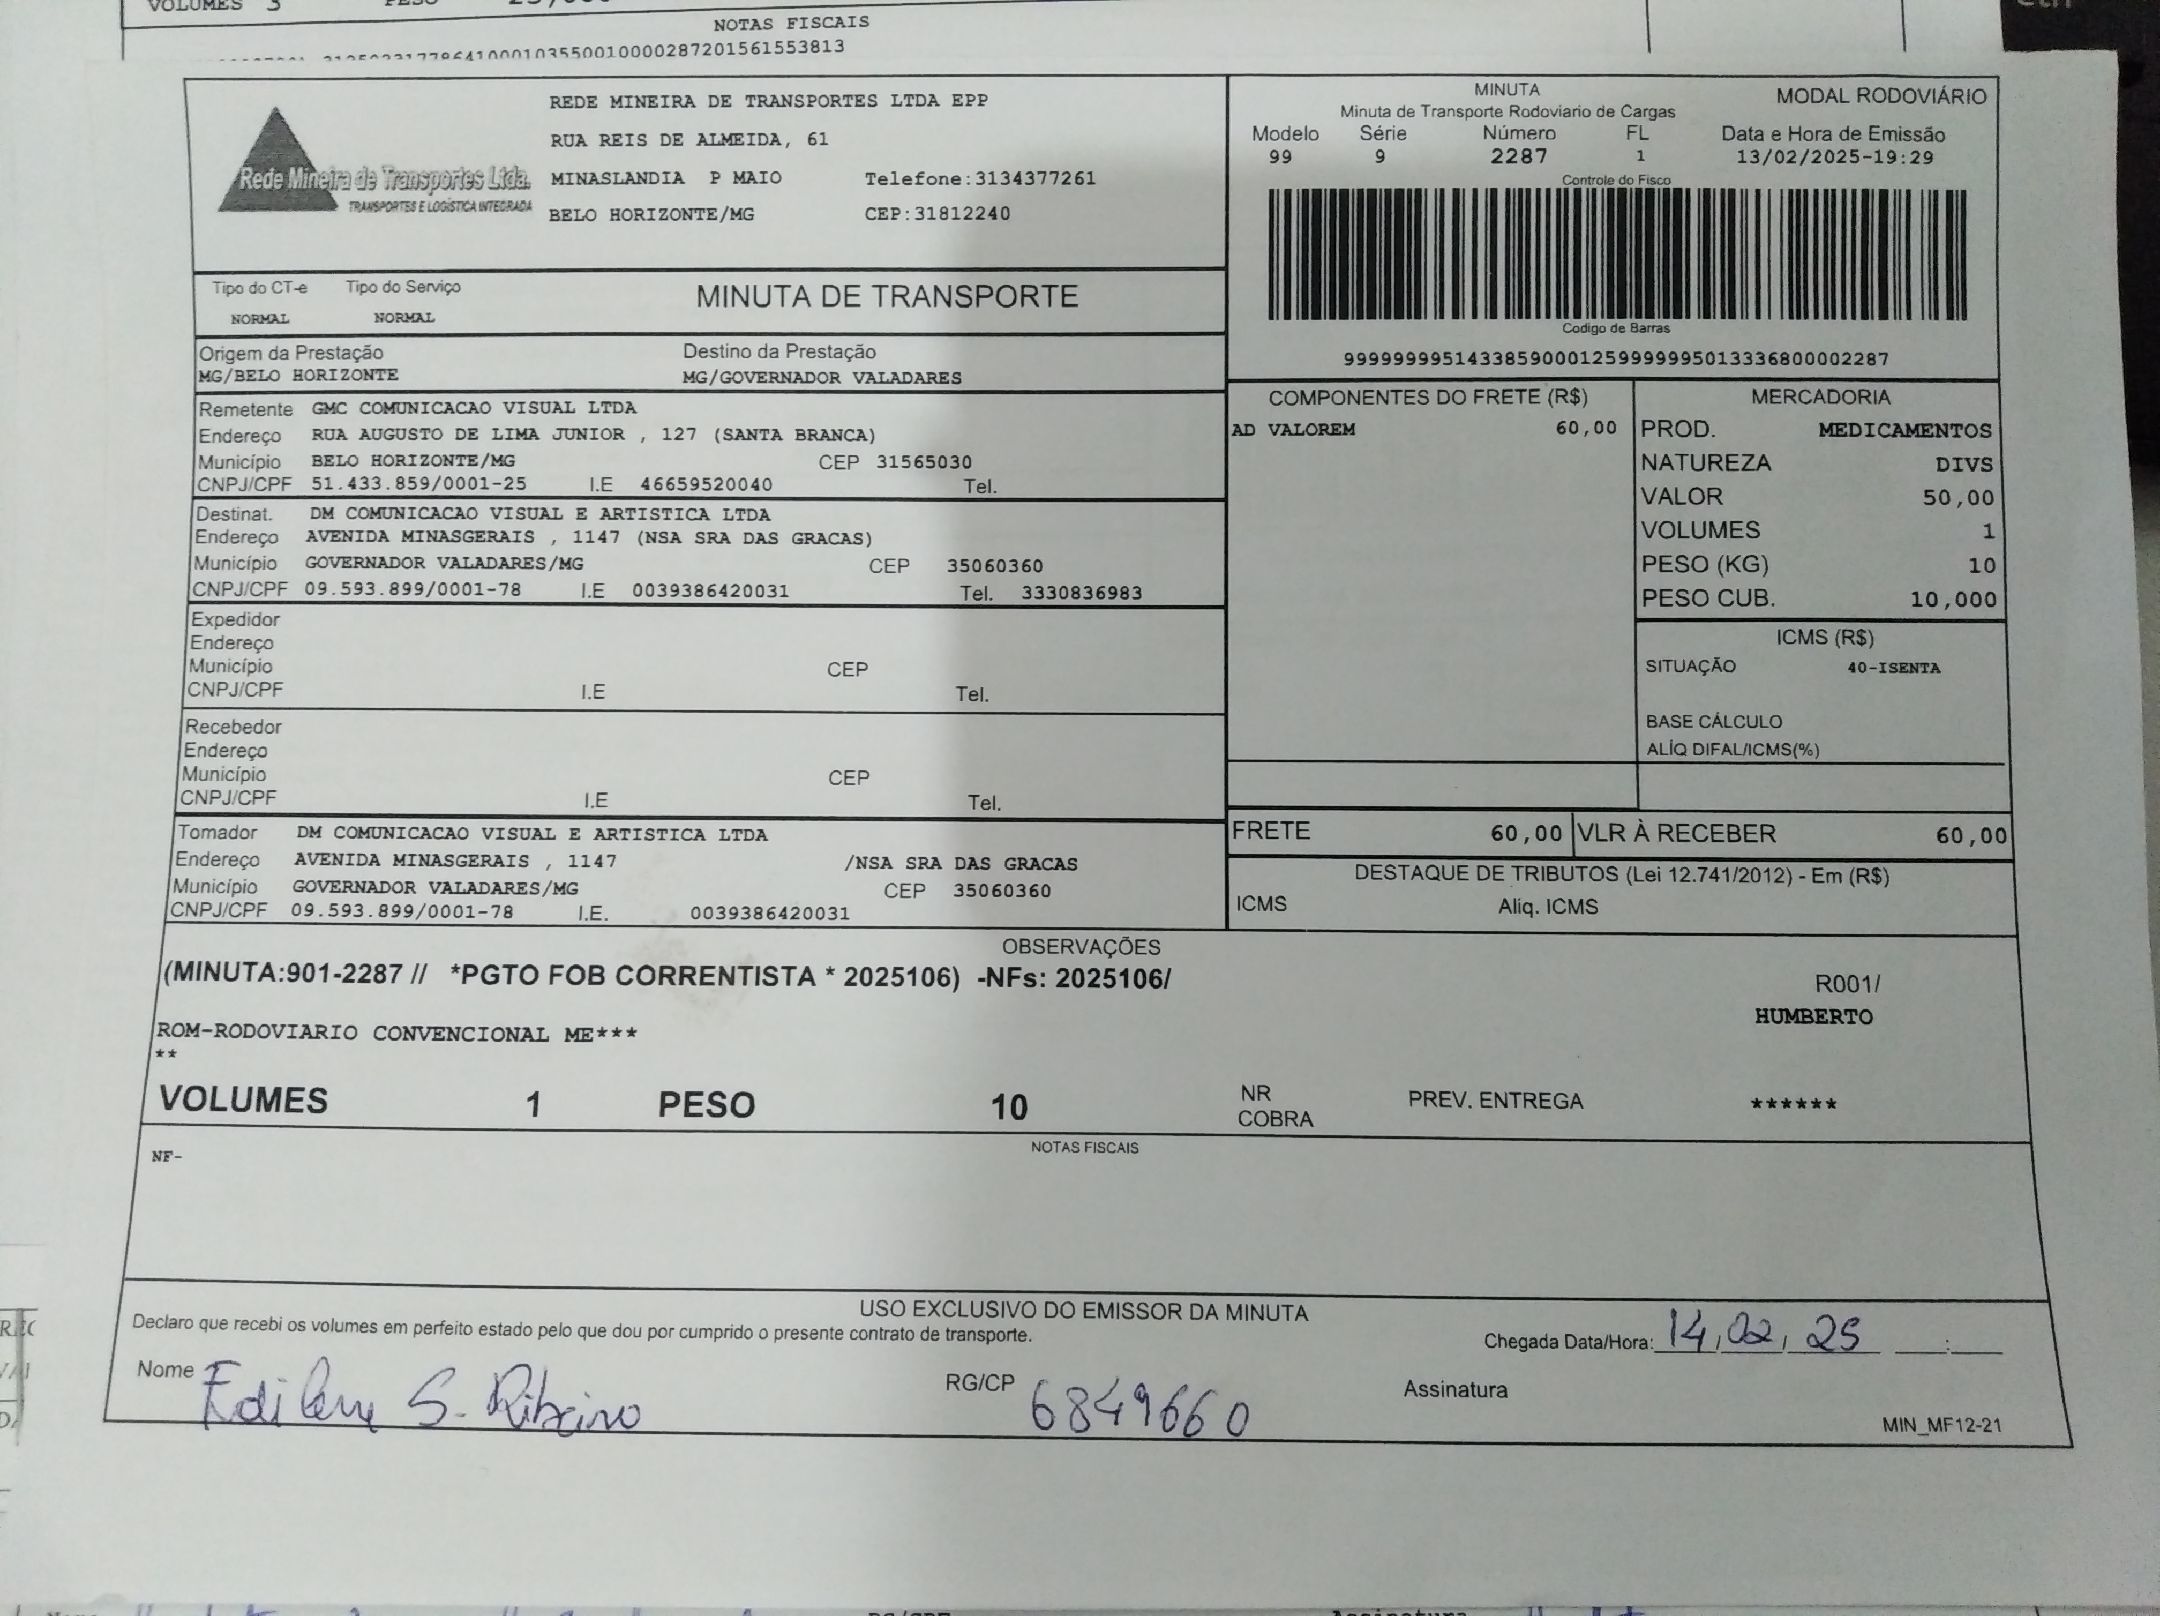 VOLUMES 3
NOTAS FISCAIS
REDE MINEIRA DE TRANSPORTES LTDA EPP
RUA REIS DE ALMEIDA, 61
MINASLANDIA P MAIO Telefone:3134377261
BELO HORIZONTE/MG CEP:31812240
Rede Mineira de Transportes Ltda.
TRANSPORTES E LOGÍSTICA INTEGRADA
MINUTA
MODAL RODOVIÁRIO
Minuta de Transporte Rodoviario de Cargas
Modelo Série Número FL Data e Hora de Emissão
99 9 2287 1 13/02/2025-19:29
Controle do Fisco
Codigo de Barras
999999995143385900012599999995013336800002287
Tipo do CT-e Tipo do Serviço
NORMAL NORMAL
MINUTA DE TRANSPORTE
Origem da Prestação Destino da Prestação
MG/BELO HORIZONTE MG/GOVERNADOR VALADARES
Remetente GMC COMUNICACAO VISUAL LTDA
Endereço RUA AUGUSTO DE LIMA JUNIOR , 127 (SANTA BRANCA)
Município BELO HORIZONTE/MG CEP 31565030
CNPJ/CPF 51.433.859/0001-25 I.E 46659520040 Tel.
Destinat. DM COMUNICACAO VISUAL E ARTISTICA LTDA
Endereço AVENIDA MINASGERAIS , 1147 (NSA SRA DAS GRACAS)
Município GOVERNADOR VALADARES/MG CEP 35060360
CNPJ/CPF 09.593.899/0001-78 I.E 0039386420031 Tel. 3330836983
Expedidor
Endereço
Município CEP
CNPJ/CPF I.E Tel.
Recebedor
Endereço
Município CEP
CNPJ/CPF I.E Tel.
Tomador DM COMUNICACAO VISUAL E ARTISTICA LTDA
Endereço AVENIDA MINASGERAIS , 1147 /NSA SRA DAS GRACAS
Município GOVERNADOR VALADARES/MG CEP 35060360
CNPJ/CPF 09.593.899/0001-78 I.E. 0039386420031
COMPONENTES DO FRETE (R$)
AD VALOREM 60,00
MERCADORIA
PROD. MEDICAMENTOS
NATUREZA DIVS
VALOR 50,00
VOLUMES 1
PESO (KG) 10
PESO CUB. 10,000
ICMS (R$)
SITUAÇÃO 40-ISENTA
BASE CÁLCULO
ALÍQ DIFAL/ICMS(%)
FRETE 60,00 VLR À RECEBER 60,00
DESTAQUE DE TRIBUTOS (Lei 12.741/2012) - Em (R$)
ICMS Aliq. ICMS
OBSERVAÇÕES
(MINUTA:901-2287 // *PGTO FOB CORRENTISTA * 2025106) -NFs: 2025106/
R001/
HUMBERTO
ROM-RODOVIARIO CONVENCIONAL ME***
**
VOLUMES 1 PESO 10 NR COBRA PREV. ENTREGA ******
NOTAS FISCAIS
NF-
USO EXCLUSIVO DO EMISSOR DA MINUTA
Declaro que recebi os volumes em perfeito estado pelo que dou por cumprido o presente contrato de transporte.
Chegada Data/Hora: 14,02,25 __:__
Nome Edilene S. Ribeiro RG/CP 6849660 Assinatura
MIN_MF12-21